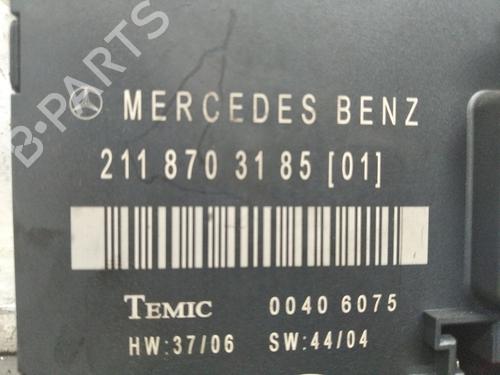 MERCEDES BENZ
211 870 31 85 [01]
TEMIC 0040 6075
HW:37/06 SW:44/04
B-PARTS